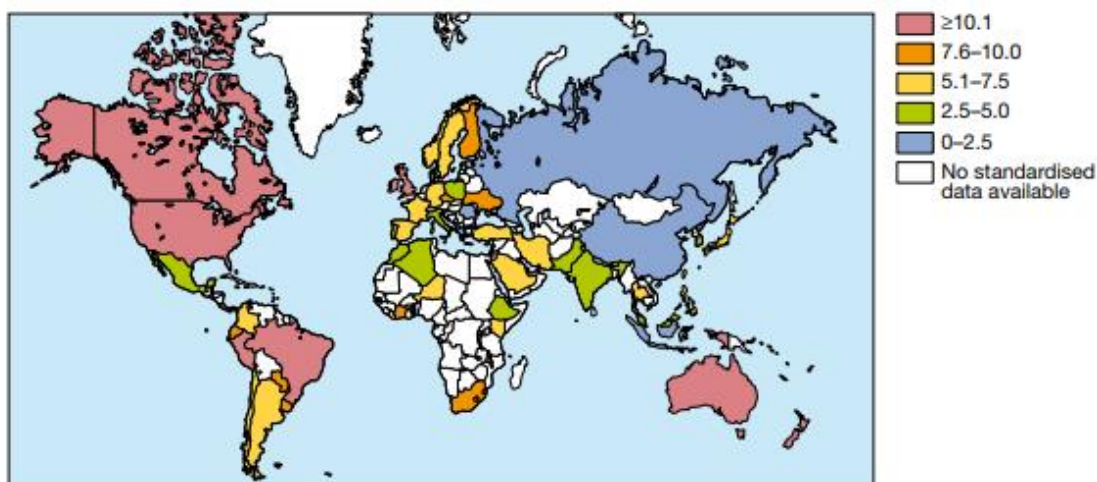 ≥10.1
7.6–10.0
5.1–7.5
2.5–5.0
0–2.5
No standardised
data available